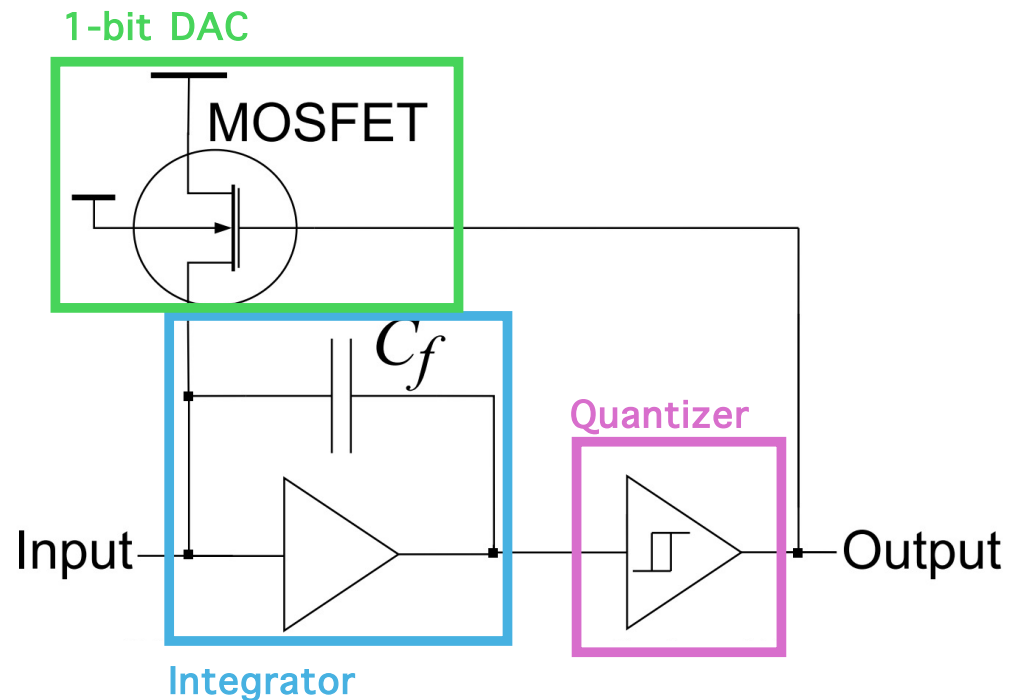 1-bit DAC
MOSFET
Cf
Quantizer
Input
Output
Integrator